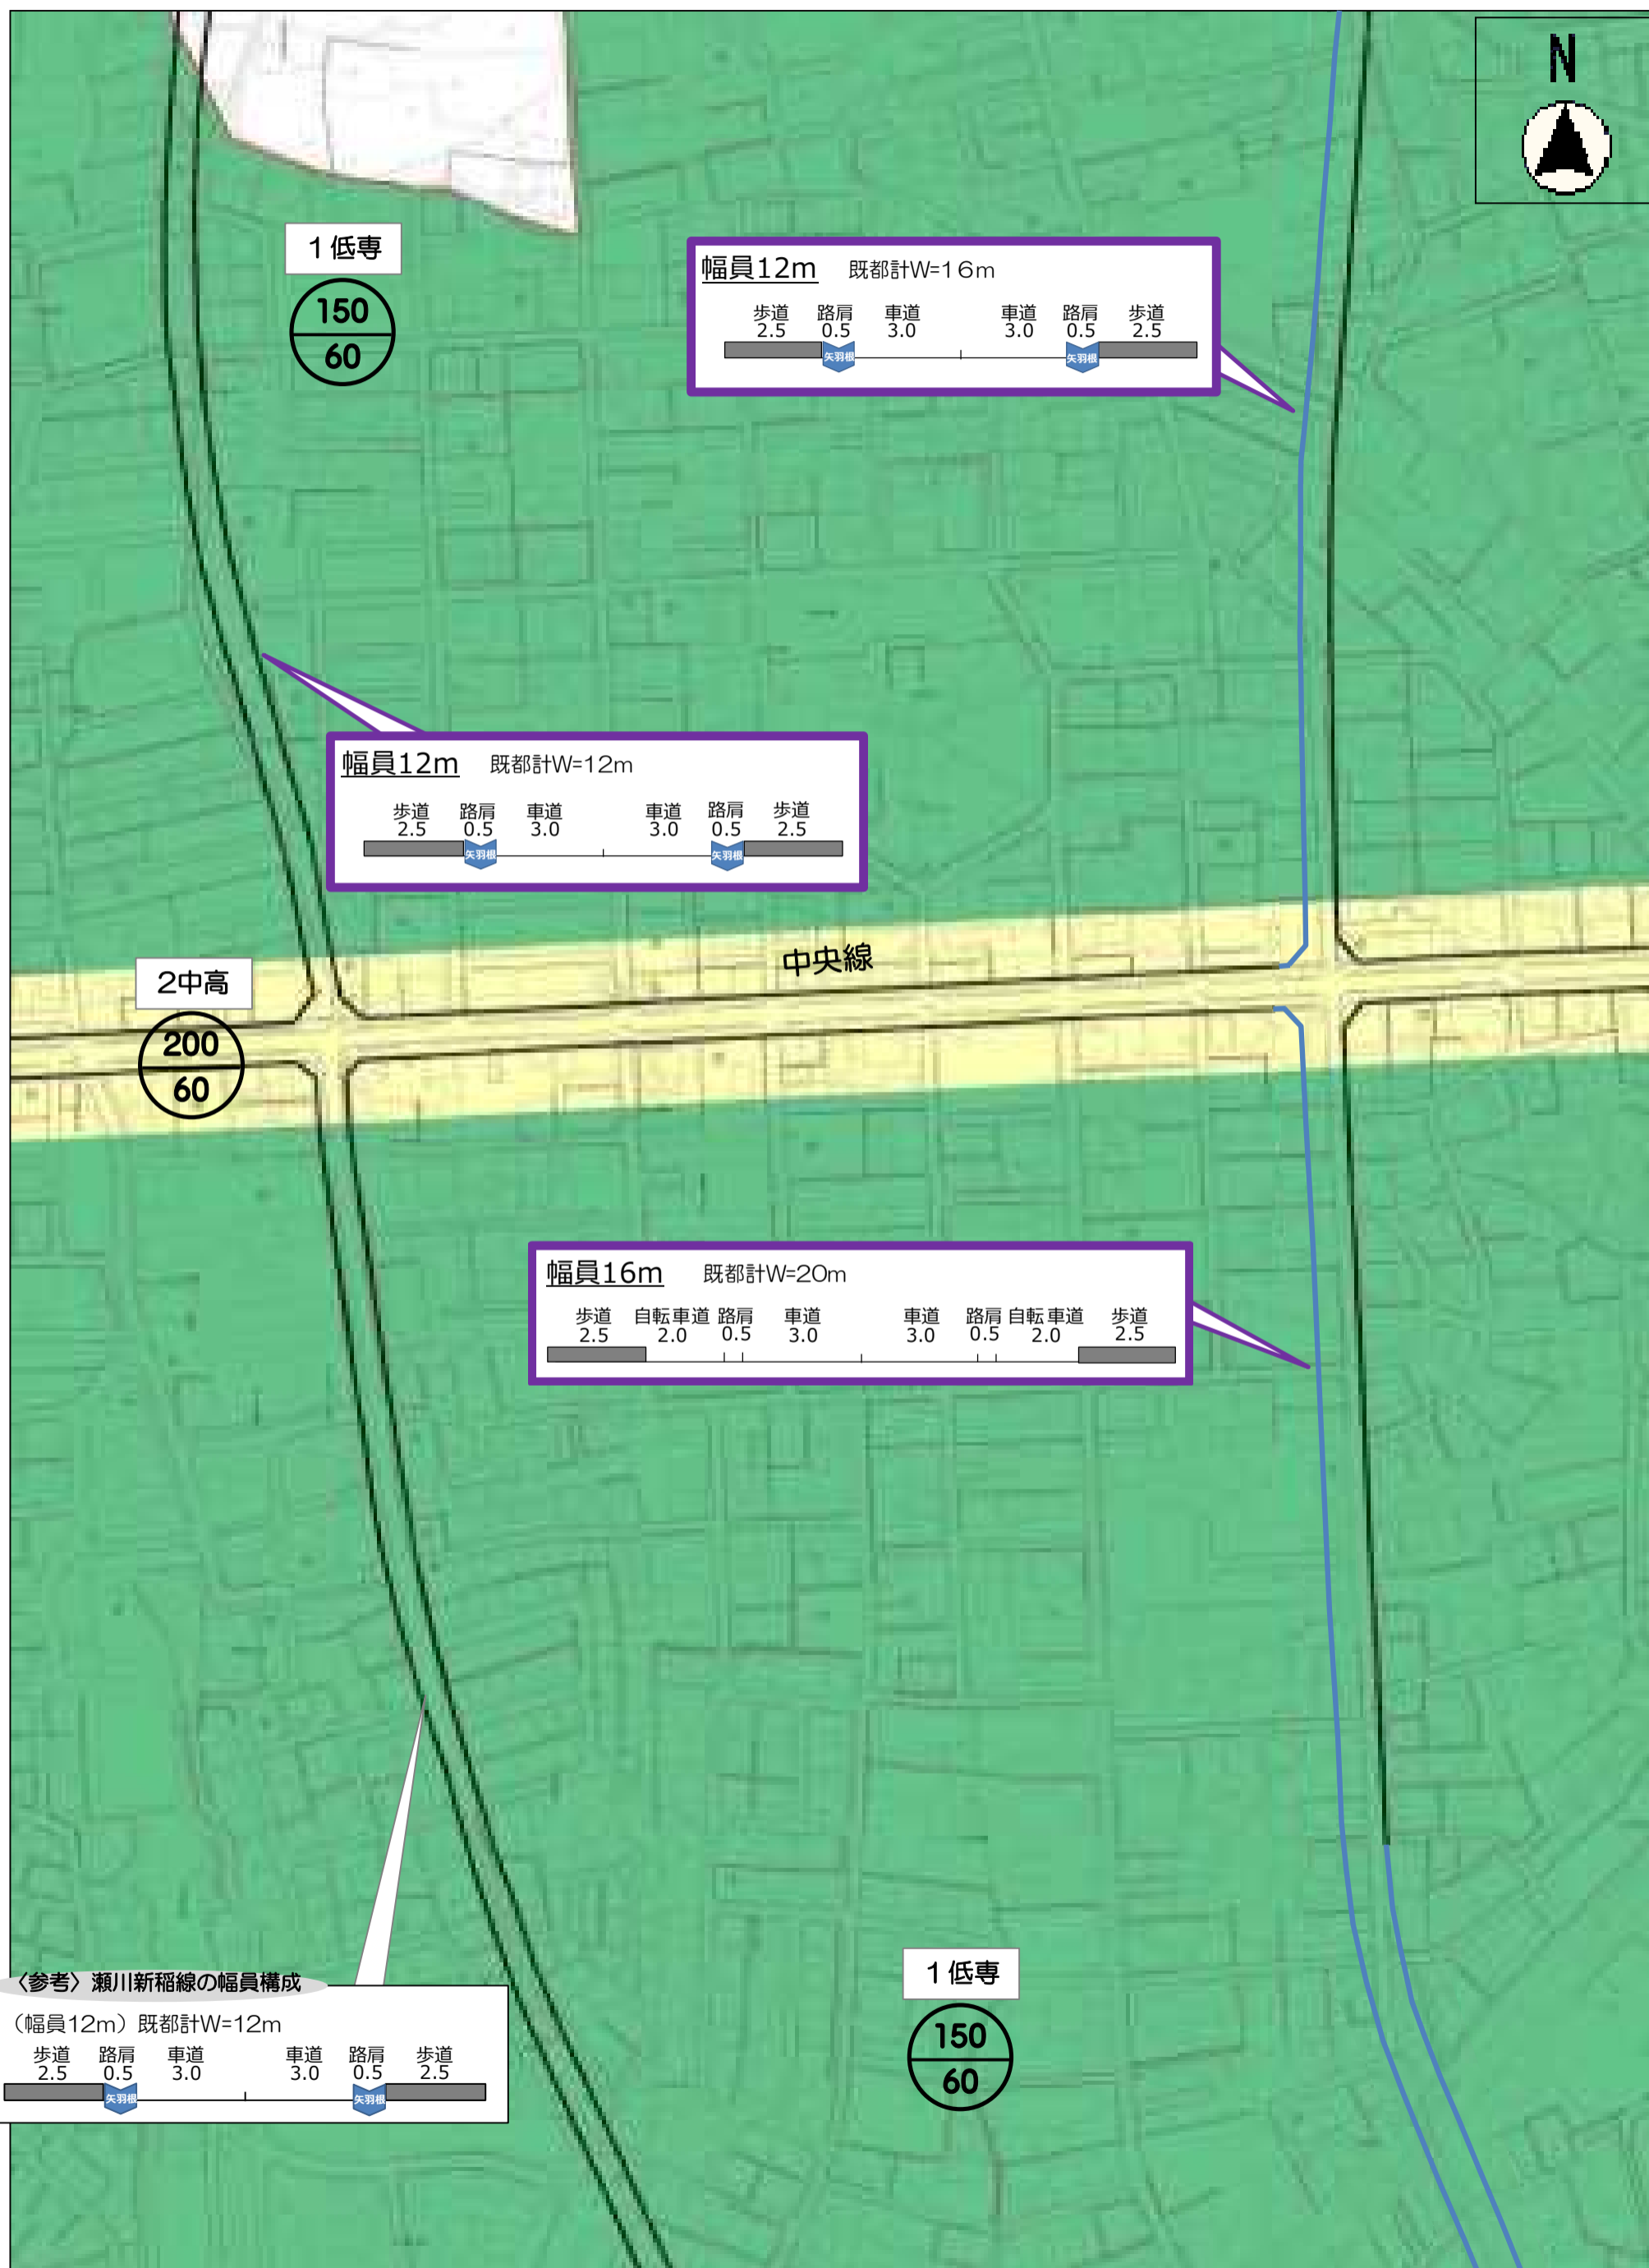 N
１低専
150
60
幅員12m 既都計W=１６m
歩道 路肩 車道 車道 路肩 歩道
2.5 0.5 3.0 3.0 0.5 2.5
矢羽根 矢羽根
幅員12m 既都計W=12m
歩道 路肩 車道 車道 路肩 歩道
2.5 0.5 3.0 3.0 0.5 2.5
矢羽根 矢羽根
中央線
2中高
200
60
幅員16m 既都計W=20m
歩道 自転車道 路肩 車道 車道 路肩 自転車道 歩道
2.5 2.0 0.5 3.0 3.0 0.5 2.0 2.5
１低専
150
60
〈参考〉瀬川新稲線の幅員構成
（幅員12m）既都計W=12m
歩道 路肩 車道 車道 路肩 歩道
2.5 0.5 3.0 3.0 0.5 2.5
矢羽根 矢羽根